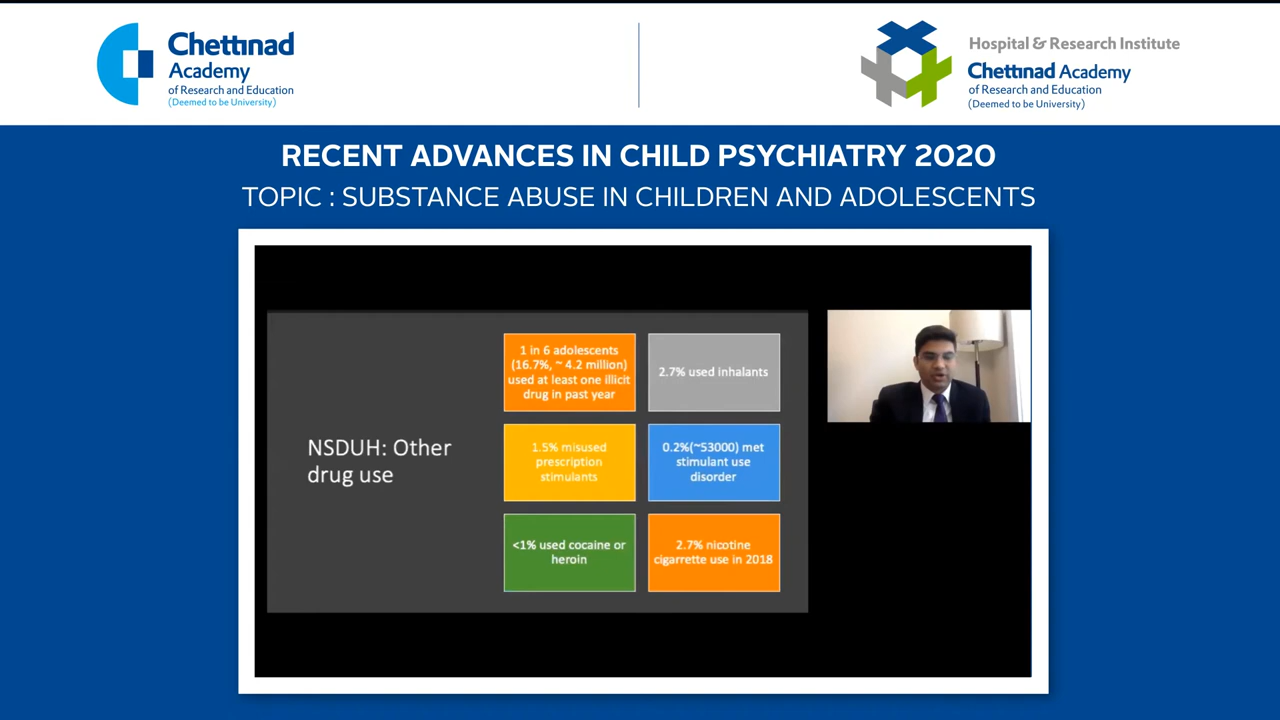 Chettinad
Academy
of Research and Education
(Deemed to be University)
Hospital & Research Institute
Chettinad Academy
of Research and Education
(Deemed to be University)
RECENT ADVANCES IN CHILD PSYCHIATRY 2020
TOPIC : SUBSTANCE ABUSE IN CHILDREN AND ADOLESCENTS
NSDUH: Other
drug use
1 in 6 adolescents
(16.7%, ~ 4.2 million)
used at least one illicit
drug in past year
2.7% used inhalants
1.5% misused
prescription
stimulants
0.2%(~53000) met
stimulant use
disorder
<1% used cocaine or
heroin
2.7% nicotine
cigarrette use in 2018